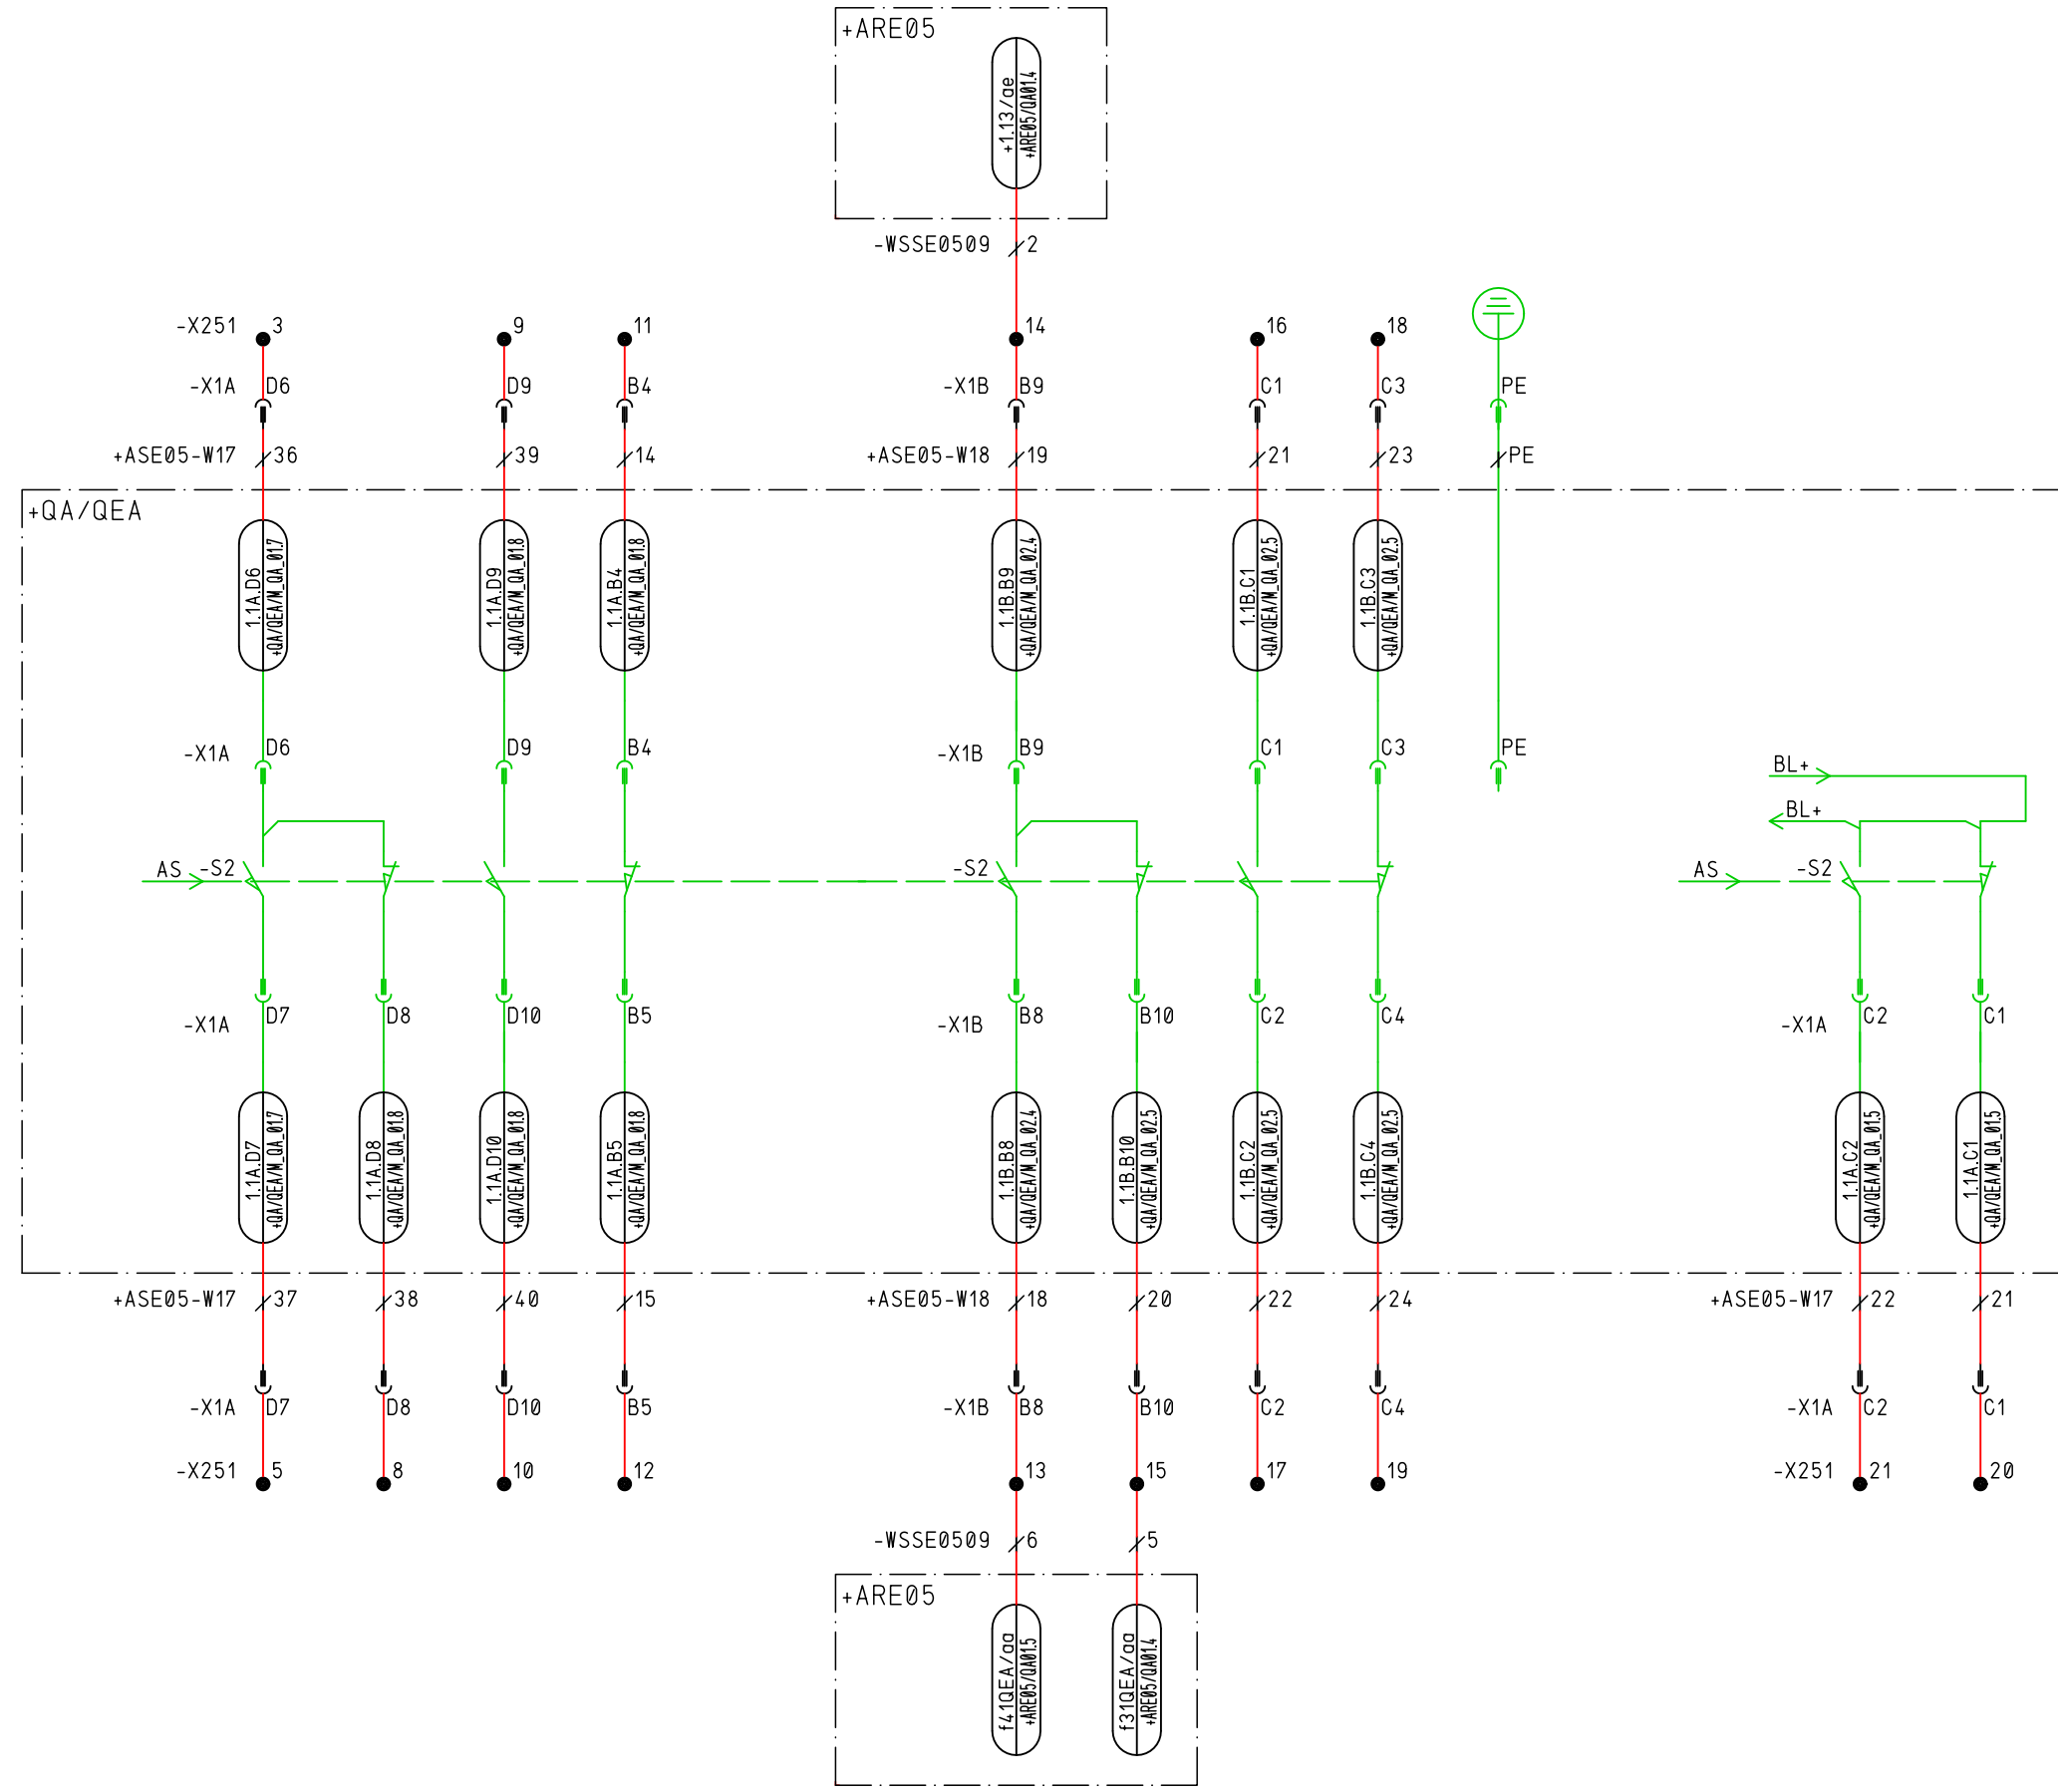 +ARE05
+1.13/ae
+ARE05/QA01.4
-WSSE0509 2
-X251 3 9 11 14 16 18
-X1A D6 D9 B4 -X1B B9 C1 C3 PE
+ASE05-W17 36 39 14 +ASE05-W18 19 21 23 PE
+QA/QEA
1.1A.D6
+QA/QEA/M_QA_01.7
1.1A.D9
+QA/QEA/M_QA_01.8
1.1A.B4
+QA/QEA/M_QA_01.8
1.1B.B9
+QA/QEA/M_QA_02.4
1.1B.C1
+QA/QEA/M_QA_02.5
1.1B.C3
+QA/QEA/M_QA_02.5
-X1A D6 D9 B4 -X1B B9 C1 C3 PE
BL+
BL+
AS -S2 -S2 AS -S2
-X1A D7 D8 D10 B5 -X1B B8 B10 C2 C4 -X1A C2 C1
1.1A.D7
+QA/QEA/M_QA_01.7
1.1A.D8
+QA/QEA/M_QA_01.8
1.1A.D10
+QA/QEA/M_QA_01.8
1.1A.B5
+QA/QEA/M_QA_01.8
1.1B.B8
+QA/QEA/M_QA_02.4
1.1B.B10
+QA/QEA/M_QA_02.5
1.1B.C2
+QA/QEA/M_QA_02.5
1.1B.C4
+QA/QEA/M_QA_02.5
1.1A.C2
+QA/QEA/M_QA_01.5
1.1A.C1
+QA/QEA/M_QA_01.5
+ASE05-W17 37 38 40 15 +ASE05-W18 18 20 22 24 +ASE05-W17 22 21
-X1A D7 D8 D10 B5 -X1B B8 B10 C2 C4 -X1A C2 C1
-X251 5 8 10 12 13 15 17 19 -X251 21 20
-WSSE0509 6 5
+ARE05
f41QEA/aa
+ARE05/QA01.5
f31QEA/aa
+ARE05/QA01.4